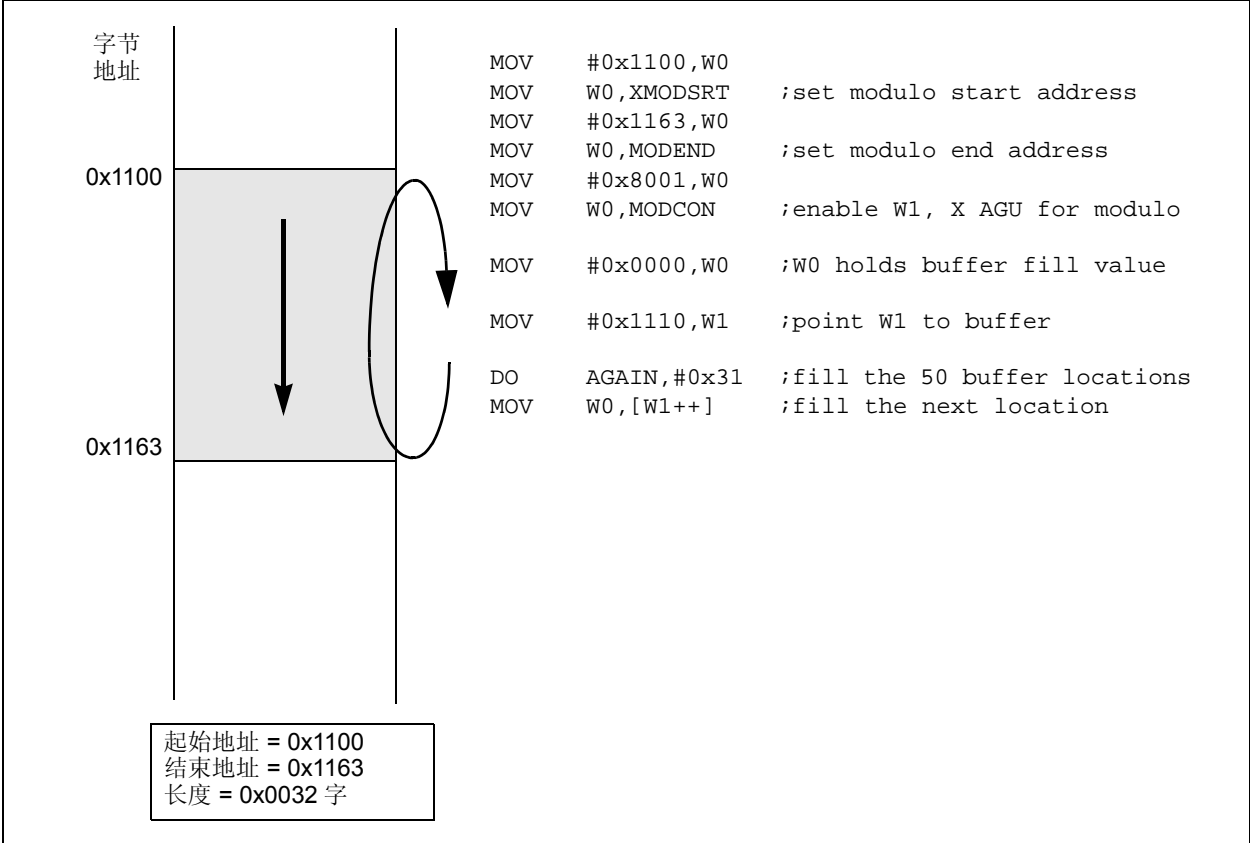 字节
地址
0x1100
0x1163
MOV #0x1100,W0
MOV W0,XMODSRT ;set modulo start address
MOV #0x1163,W0
MOV W0,MODEND ;set modulo end address
MOV #0x8001,W0
MOV W0,MODCON ;enable W1, X AGU for modulo
MOV #0x0000,W0 ;W0 holds buffer fill value
MOV #0x1110,W1 ;point W1 to buffer
DO AGAIN,#0x31 ;fill the 50 buffer locations
MOV W0,[W1++] ;fill the next location
起始地址 = 0x1100
结束地址 = 0x1163
长度 = 0x0032 字